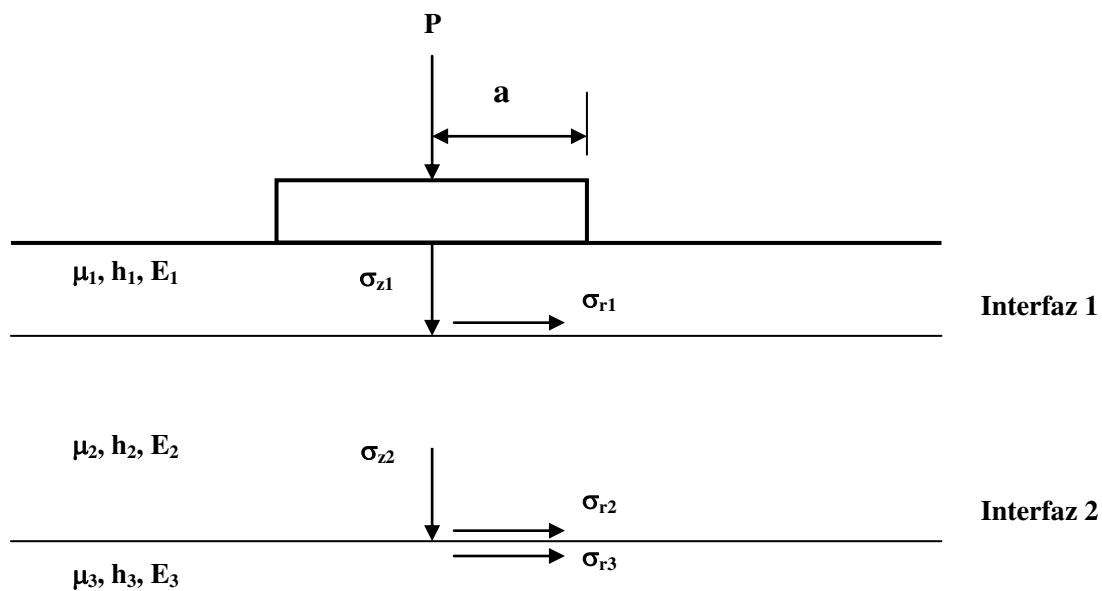 P
a
μ₁, h₁, E₁
σz1
σr1
Interfaz 1
μ₂, h₂, E₂
σz2
σr2
Interfaz 2
σr3
μ₃, h₃, E₃